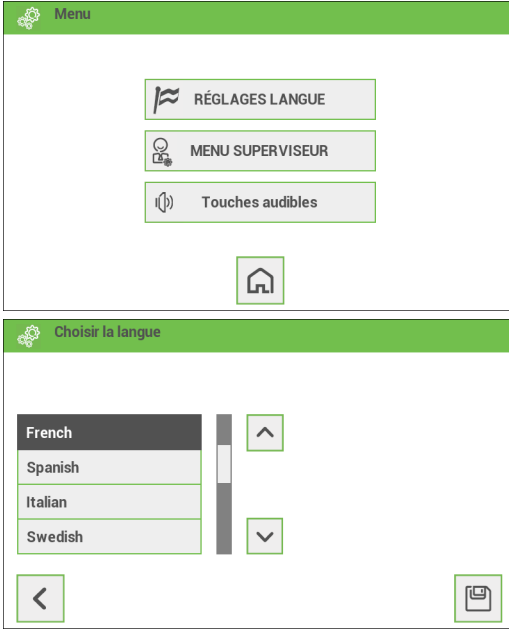 Menu
RÉGLAGES LANGUE
MENU SUPERVISEUR
Touches audibles
Choisir la langue
French
Spanish
Italian
Swedish